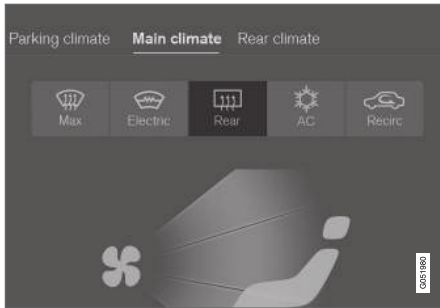 Parking climate Main climate Rear climate
Max Electric Rear AC Recirc
G051980